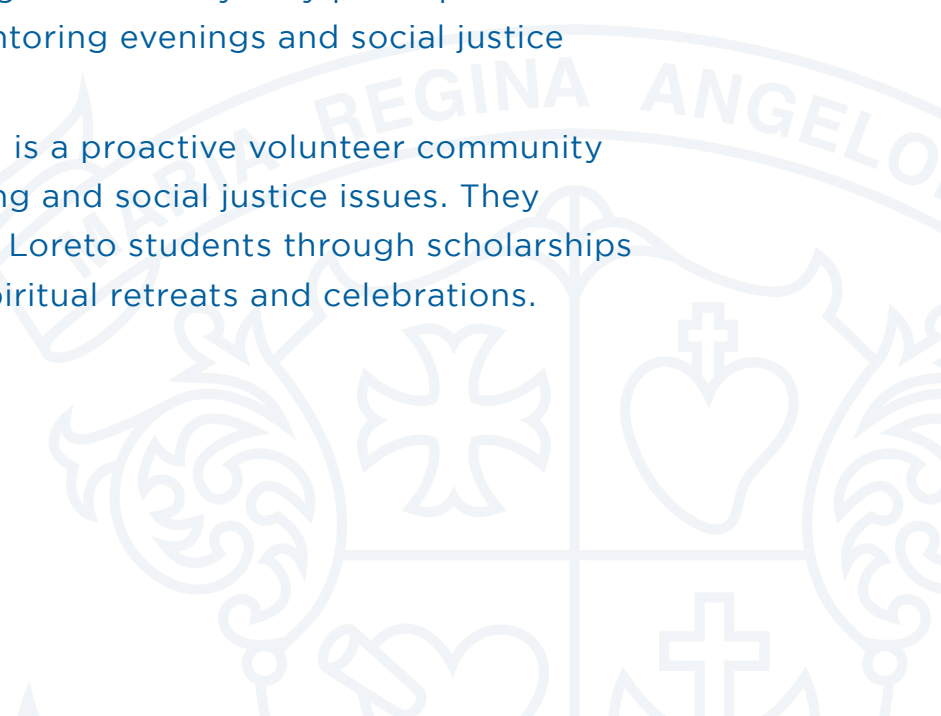 ntoring evenings and social justice
MARIA REGINA ANGELO
is a proactive volunteer community
ng and social justice issues. They
Loreto students through scholarships
piritual retreats and celebrations.